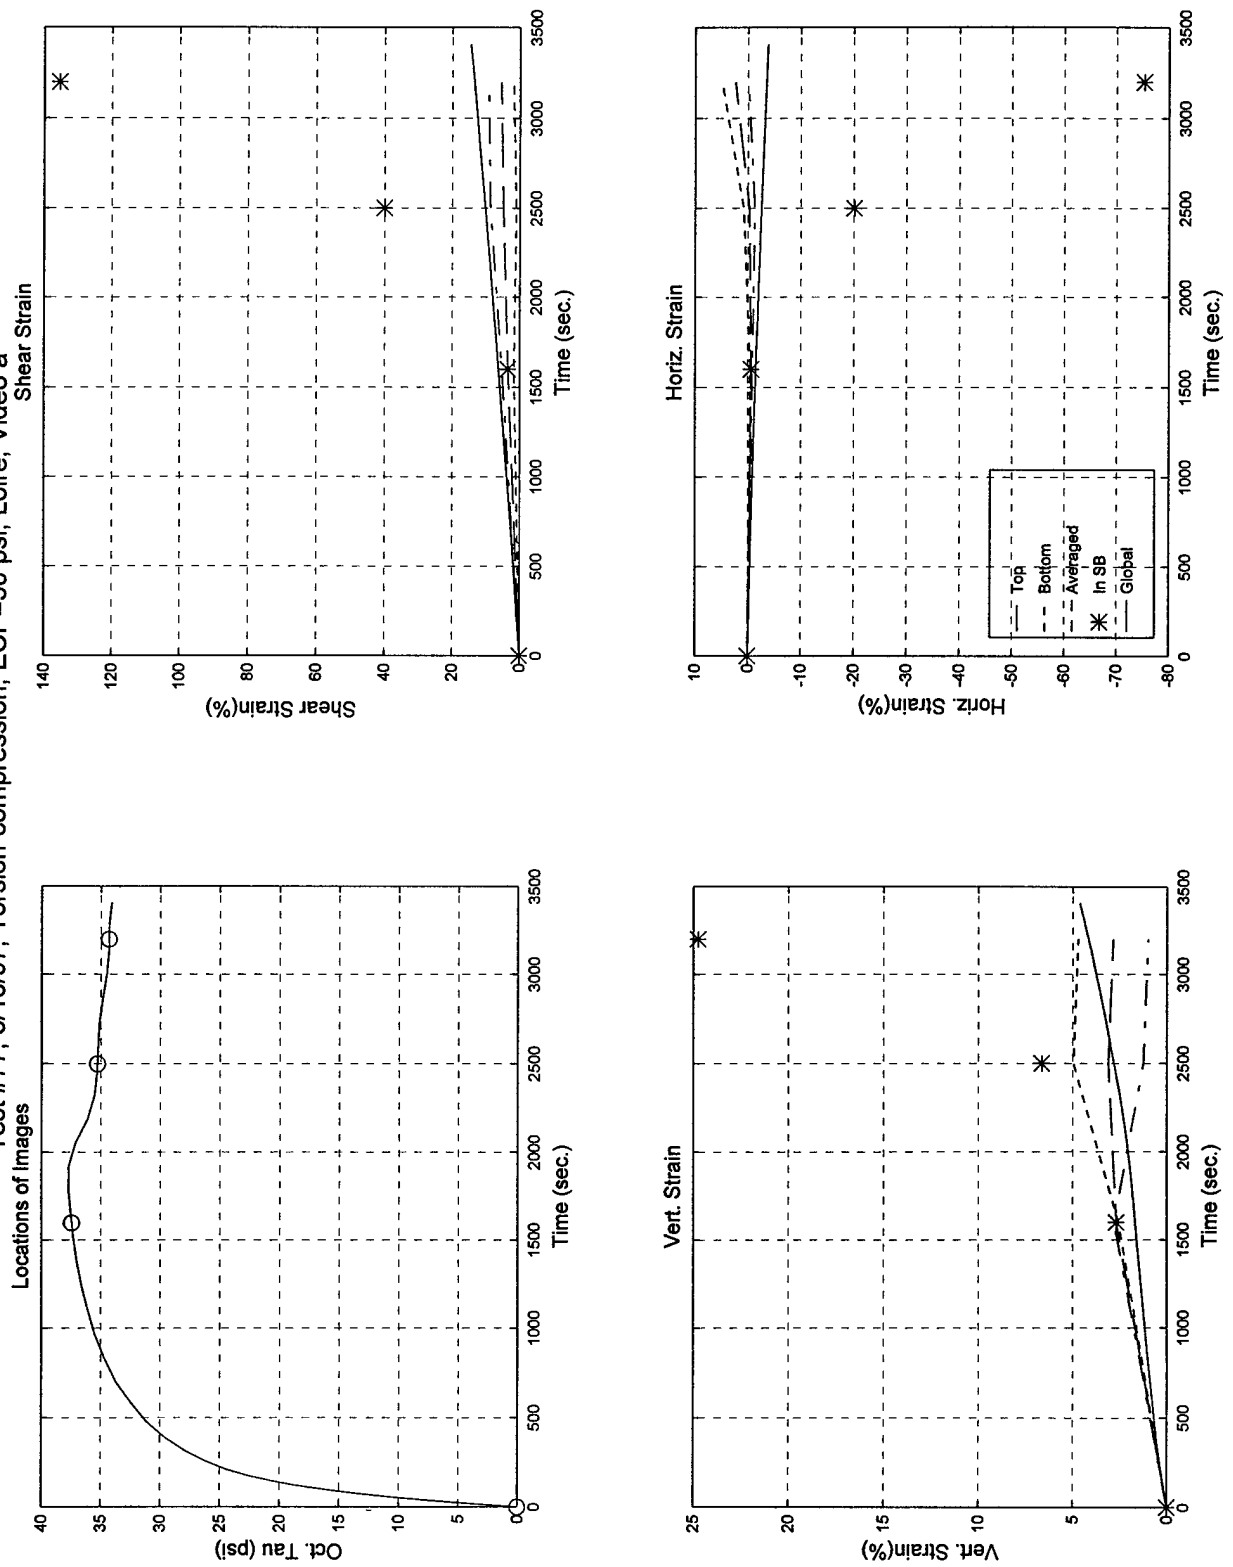 Torsion compression, psi, Loire, Video a
Locations of Images
40
35
30
25
20
15
10
5
0
Oct. Tau (psi)
0 500 1000 1500 2000 2500 3000 3500
Time (sec.)
Shear Strain
140
120
100
80
60
40
20
0
Shear Strain(%)
0 500 1000 1500 2000 2500 3000 3500
Time (sec.)
Vert. Strain
25
20
15
10
5
0
Vert. Strain(%)
0 500 1000 1500 2000 2500 3000 3500
Time (sec.)
Horiz. Strain
10
0
-10
-20
-30
-40
-50
-60
-70
-80
Horiz. Strain(%)
Top
Bottom
Averaged
In SB
Global
0 500 1000 1500 2000 2500 3000 3500
Time (sec.)